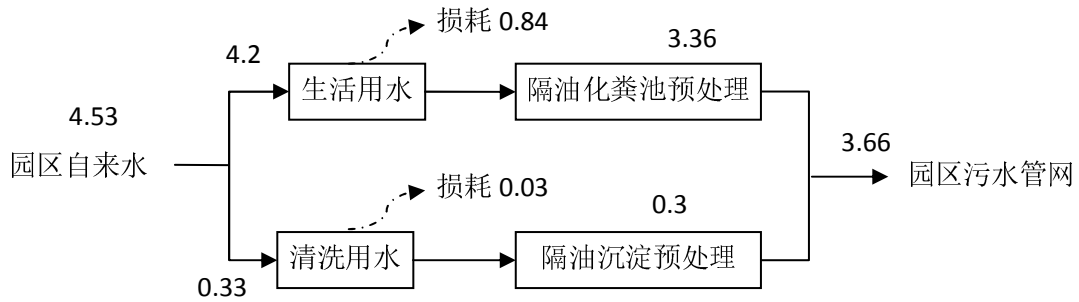 损耗 0.84
4.2
3.36
生活用水
隔油化粪池预处理
4.53
园区自来水
3.66
园区污水管网
损耗 0.03
0.3
清洗用水
隔油沉淀预处理
0.33